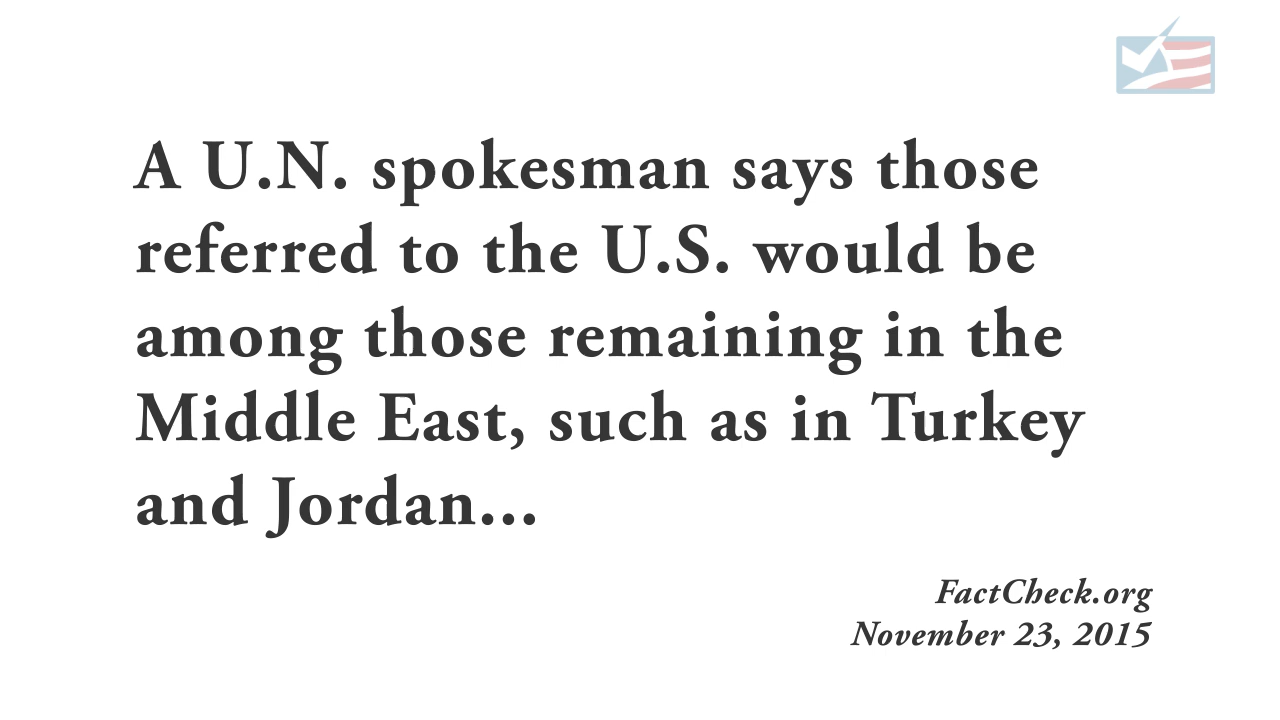 A U.N. spokesman says those
referred to the U.S. would be
among those remaining in the
Middle East, such as in Turkey
and Jordan...
FactCheck.org
November 23, 2015